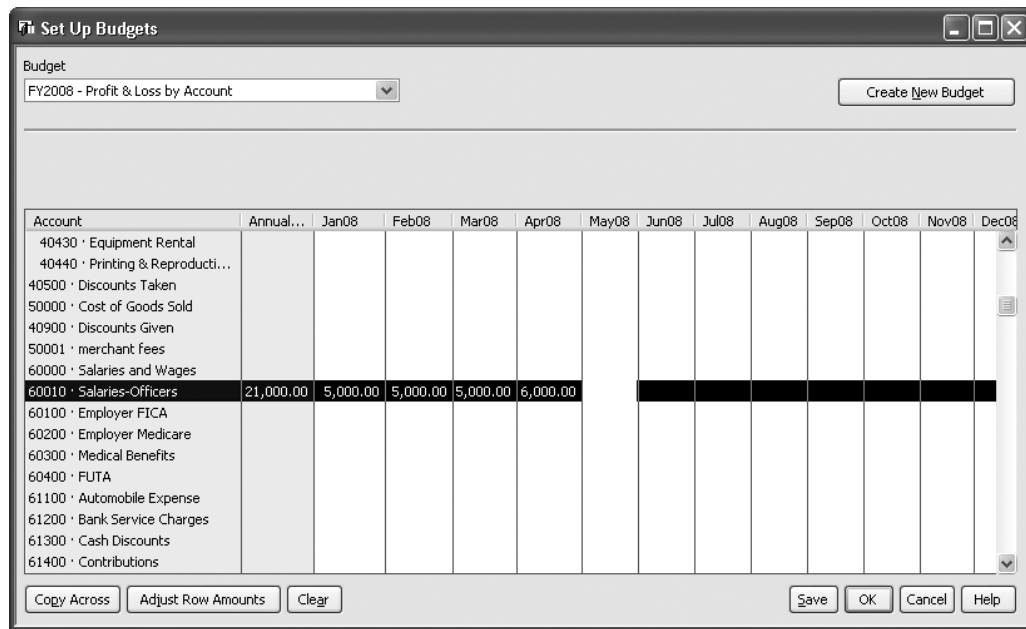 Set Up Budgets
Budget
FY2008 - Profit & Loss by Account
Create New Budget
Account Annual... Jan08 Feb08 Mar08 Apr08 May08 Jun08 Jul08 Aug08 Sep08 Oct08 Nov08 Dec08
40430 · Equipment Rental
40440 · Printing & Reproducti...
40500 · Discounts Taken
50000 · Cost of Goods Sold
40900 · Discounts Given
50001 · merchant fees
60000 · Salaries and Wages
60010 · Salaries-Officers 21,000.00 5,000.00 5,000.00 5,000.00 6,000.00
60100 · Employer FICA
60200 · Employer Medicare
60300 · Medical Benefits
60400 · FUTA
61100 · Automobile Expense
61200 · Bank Service Charges
61300 · Cash Discounts
61400 · Contributions
Copy Across Adjust Row Amounts Clear Save OK Cancel Help